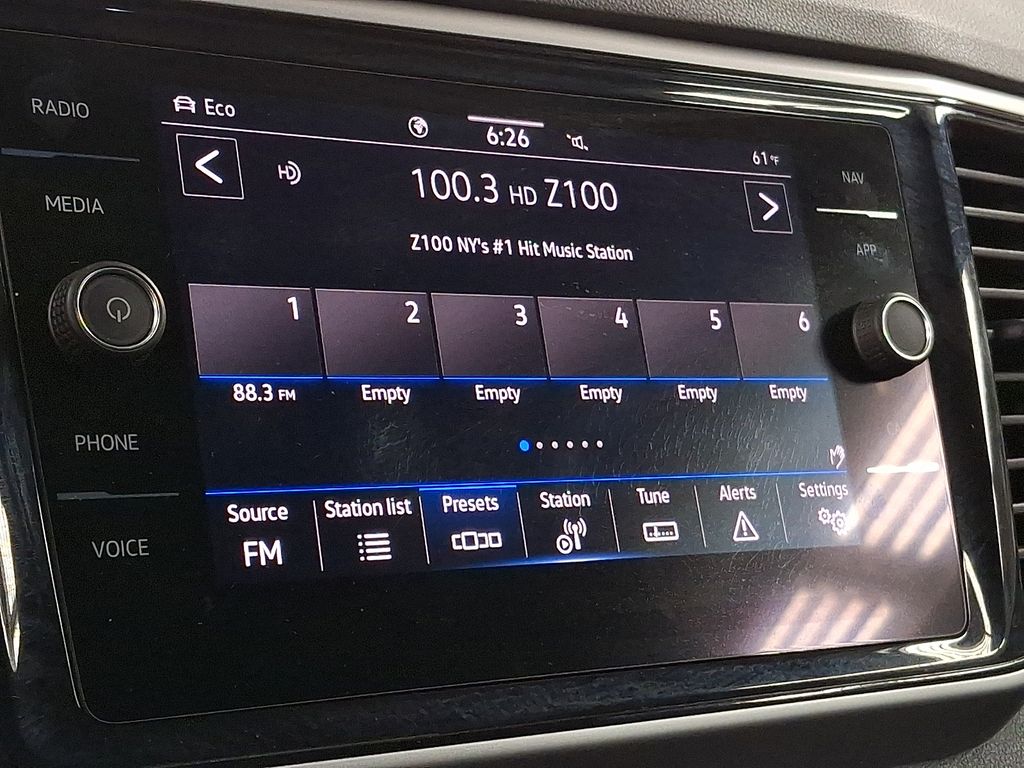 RADIO
MEDIA
PHONE
VOICE
Eco
6:26
61°F
NAV
APP
HD
100.3 HD Z100
Z100 NY's #1 Hit Music Station
1 2 3 4 5 6
88.3 FM Empty Empty Empty Empty Empty
Source Station list Presets Station Tune Alerts Settings
FM